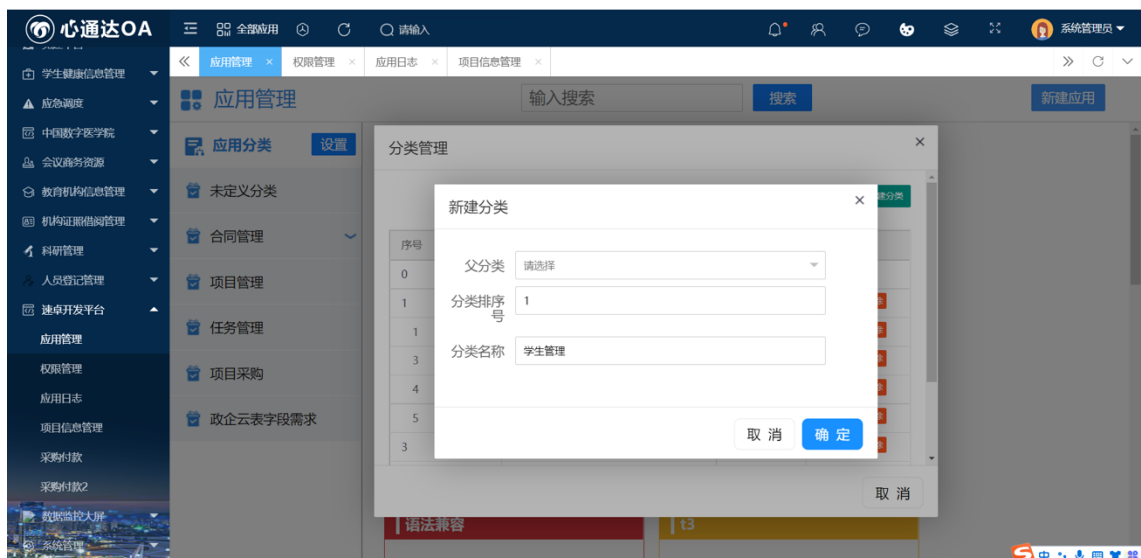 心通达OA
全部应用
请输入
系统管理员
学生健康信息管理
应急调度
中国数字医学院
会议商务资源
教育机构信息管理
机构证照借阅管理
科研管理
人员登记管理
速卓开发平台
应用管理
权限管理
应用日志
项目信息管理
采购付款
采购付款2
数据监控大屏
系统管理
应用管理 ×
权限管理 ×
应用日志 ×
项目信息管理 ×
应用管理
输入搜索
搜索
新建应用
应用分类
设置
未定义分类
合同管理
项目管理
任务管理
项目采购
政企云表字段需求
分类管理
建分类
序号
0
1
1
3
4
5
3
新建分类
父分类
请选择
分类排序号
1
分类名称
学生管理
取 消
确 定
取 消
语法兼容
t3
中